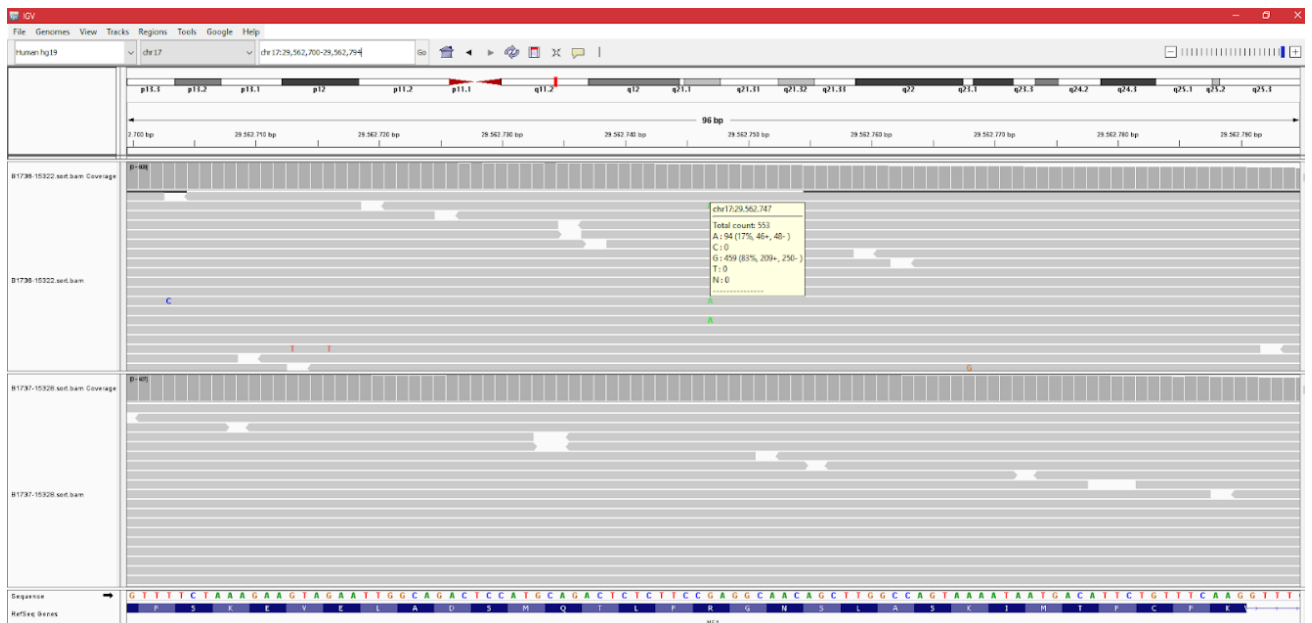 IGV
File Genomes View Tracks Regions Tools Google Help
Human hg19 chr17 chr17:29,562,700-29,562,794 Go
p13.3 p13.2 p13.1 p12 p11.2 p11.1 q11.2 q12 q21.1 q21.31 q21.32 q21.33 q22 q23.1 q23.3 q24.2 q24.3 q25.1 q25.2 q25.3
96 bp
2.700 bp 29.562.710 bp 29.562.720 bp 29.562.730 bp 29.562.740 bp 29.562.750 bp 29.562.760 bp 29.562.770 bp 29.562.780 bp 29.562.790 bp
B1736-15322.sort.bam Coverage
chr17:29.562.747
Total count: 553
A : 94 (17%, 46+, 48- )
C : 0
G : 459 (83%, 209+, 250- )
T : 0
N : 0
---------------
B1736-15322.sort.bam
C A
A
T T
G
B1737-15328.sort.bam Coverage
B1737-15328.sort.bam
Sequence G T T T T C T A A A G A A G T A G A A T T G G C A G A C T C C A T G C A G A C T C T C T T C C G A G G C A A C A G C T T G G C C A G T A A A A T A A T G A C A T T C T G T T T C A A G G T T T
RefSeq Genes F S K E V E L A D S M Q T L F R G N S L A S K I M T F C F K